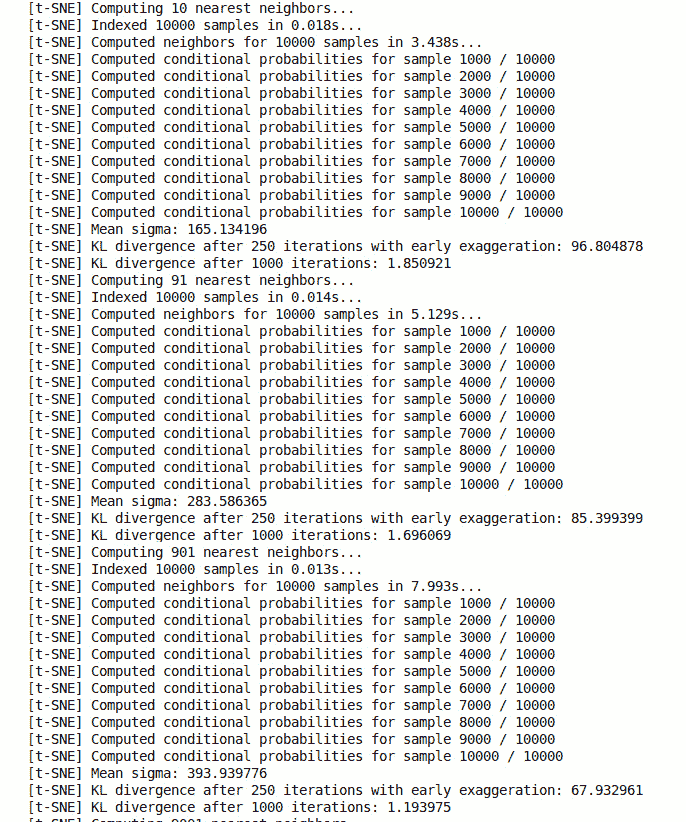 [t-SNE] Computing 10 nearest neighbors...
[t-SNE] Indexed 10000 samples in 0.018s...
[t-SNE] Computed neighbors for 10000 samples in 3.438s...
[t-SNE] Computed conditional probabilities for sample 1000 / 10000
[t-SNE] Computed conditional probabilities for sample 2000 / 10000
[t-SNE] Computed conditional probabilities for sample 3000 / 10000
[t-SNE] Computed conditional probabilities for sample 4000 / 10000
[t-SNE] Computed conditional probabilities for sample 5000 / 10000
[t-SNE] Computed conditional probabilities for sample 6000 / 10000
[t-SNE] Computed conditional probabilities for sample 7000 / 10000
[t-SNE] Computed conditional probabilities for sample 8000 / 10000
[t-SNE] Computed conditional probabilities for sample 9000 / 10000
[t-SNE] Computed conditional probabilities for sample 10000 / 10000
[t-SNE] Mean sigma: 165.134196
[t-SNE] KL divergence after 250 iterations with early exaggeration: 96.804878
[t-SNE] KL divergence after 1000 iterations: 1.850921
[t-SNE] Computing 91 nearest neighbors...
[t-SNE] Indexed 10000 samples in 0.014s...
[t-SNE] Computed neighbors for 10000 samples in 5.129s...
[t-SNE] Computed conditional probabilities for sample 1000 / 10000
[t-SNE] Computed conditional probabilities for sample 2000 / 10000
[t-SNE] Computed conditional probabilities for sample 3000 / 10000
[t-SNE] Computed conditional probabilities for sample 4000 / 10000
[t-SNE] Computed conditional probabilities for sample 5000 / 10000
[t-SNE] Computed conditional probabilities for sample 6000 / 10000
[t-SNE] Computed conditional probabilities for sample 7000 / 10000
[t-SNE] Computed conditional probabilities for sample 8000 / 10000
[t-SNE] Computed conditional probabilities for sample 9000 / 10000
[t-SNE] Computed conditional probabilities for sample 10000 / 10000
[t-SNE] Mean sigma: 283.586365
[t-SNE] KL divergence after 250 iterations with early exaggeration: 85.399399
[t-SNE] KL divergence after 1000 iterations: 1.696069
[t-SNE] Computing 901 nearest neighbors...
[t-SNE] Indexed 10000 samples in 0.013s...
[t-SNE] Computed neighbors for 10000 samples in 7.993s...
[t-SNE] Computed conditional probabilities for sample 1000 / 10000
[t-SNE] Computed conditional probabilities for sample 2000 / 10000
[t-SNE] Computed conditional probabilities for sample 3000 / 10000
[t-SNE] Computed conditional probabilities for sample 4000 / 10000
[t-SNE] Computed conditional probabilities for sample 5000 / 10000
[t-SNE] Computed conditional probabilities for sample 6000 / 10000
[t-SNE] Computed conditional probabilities for sample 7000 / 10000
[t-SNE] Computed conditional probabilities for sample 8000 / 10000
[t-SNE] Computed conditional probabilities for sample 9000 / 10000
[t-SNE] Computed conditional probabilities for sample 10000 / 10000
[t-SNE] Mean sigma: 393.939776
[t-SNE] KL divergence after 250 iterations with early exaggeration: 67.932961
[t-SNE] KL divergence after 1000 iterations: 1.193975